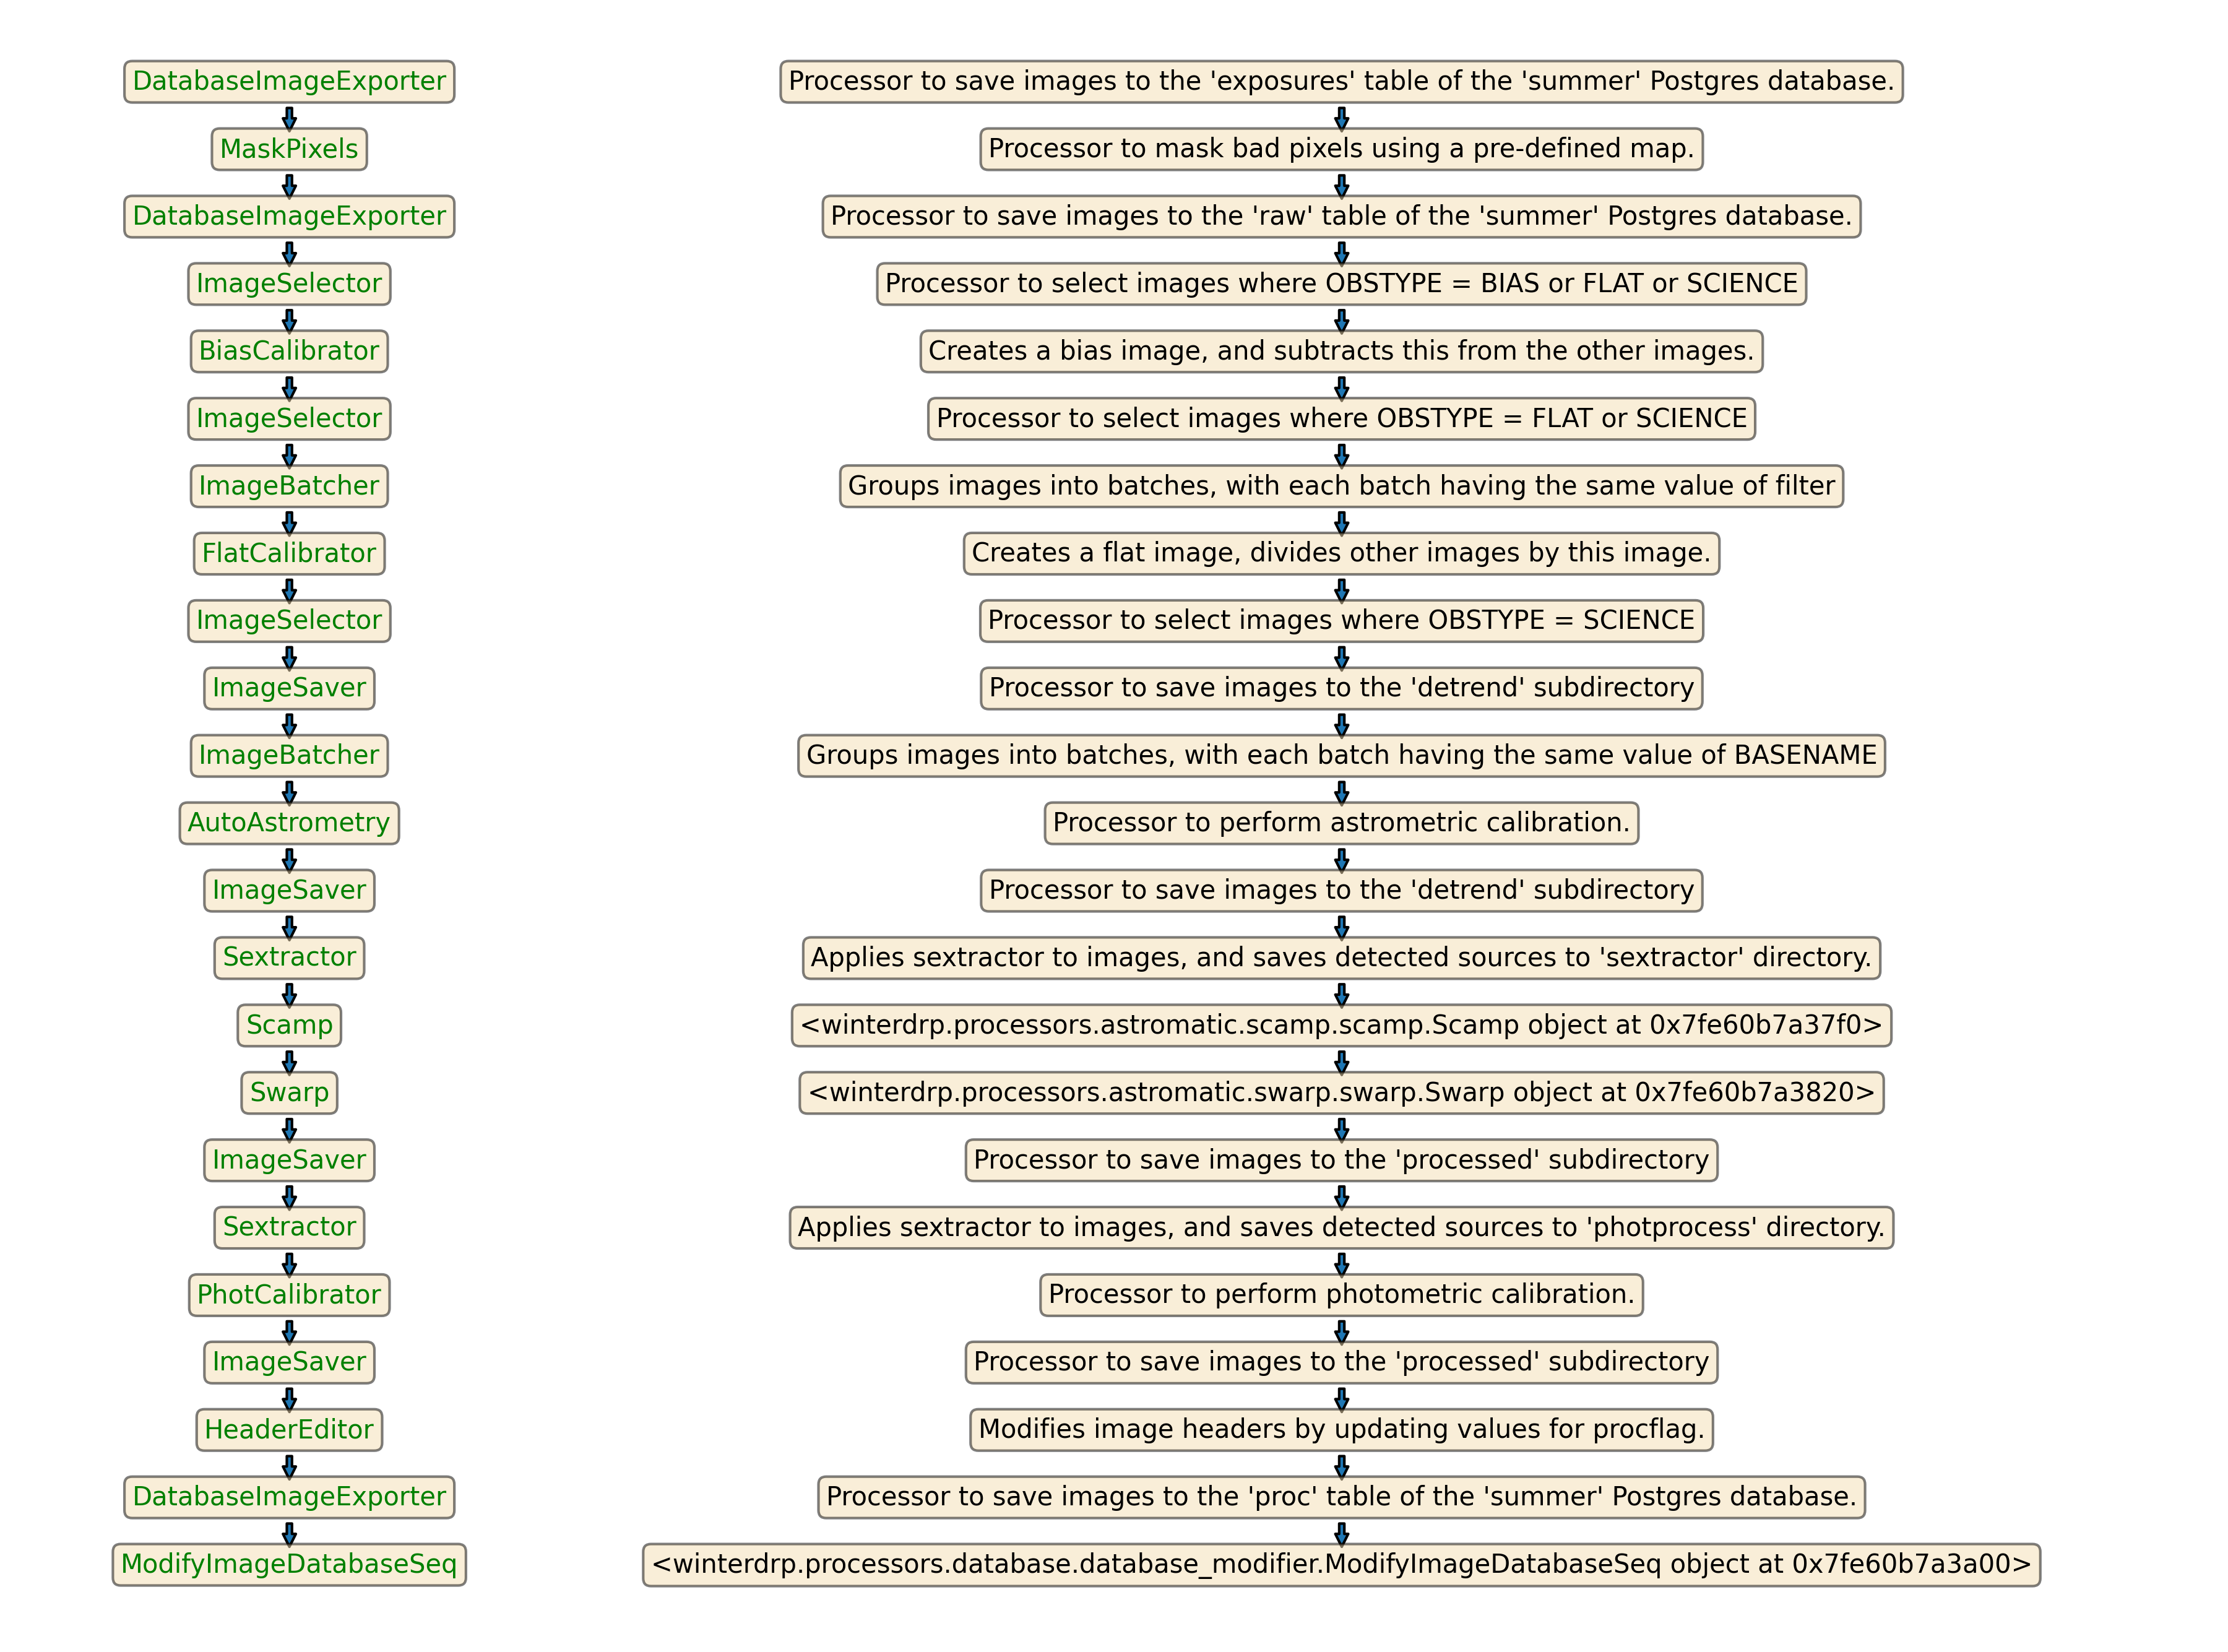 DatabaseImageExporter
Processor to save images to the 'exposures' table of the 'summer' Postgres database.
MaskPixels
Processor to mask bad pixels using a pre-defined map.
DatabaseImageExporter
Processor to save images to the 'raw' table of the 'summer' Postgres database.
ImageSelector
Processor to select images where OBSTYPE = BIAS or FLAT or SCIENCE
BiasCalibrator
Creates a bias image, and subtracts this from the other images.
ImageSelector
Processor to select images where OBSTYPE = FLAT or SCIENCE
ImageBatcher
Groups images into batches, with each batch having the same value of filter
FlatCalibrator
Creates a flat image, divides other images by this image.
ImageSelector
Processor to select images where OBSTYPE = SCIENCE
ImageSaver
Processor to save images to the 'detrend' subdirectory
ImageBatcher
Groups images into batches, with each batch having the same value of BASENAME
AutoAstrometry
Processor to perform astrometric calibration.
ImageSaver
Processor to save images to the 'detrend' subdirectory
Sextractor
Applies sextractor to images, and saves detected sources to 'sextractor' directory.
Scamp
<winterdrp.processors.astromatic.scamp.scamp.Scamp object at 0x7fe60b7a37f0>
Swarp
<winterdrp.processors.astromatic.swarp.swarp.Swarp object at 0x7fe60b7a3820>
ImageSaver
Processor to save images to the 'processed' subdirectory
Sextractor
Applies sextractor to images, and saves detected sources to 'photprocess' directory.
PhotCalibrator
Processor to perform photometric calibration.
ImageSaver
Processor to save images to the 'processed' subdirectory
HeaderEditor
Modifies image headers by updating values for procflag.
DatabaseImageExporter
Processor to save images to the 'proc' table of the 'summer' Postgres database.
ModifyImageDatabaseSeq
<winterdrp.processors.database.database_modifier.ModifyImageDatabaseSeq object at 0x7fe60b7a3a00>